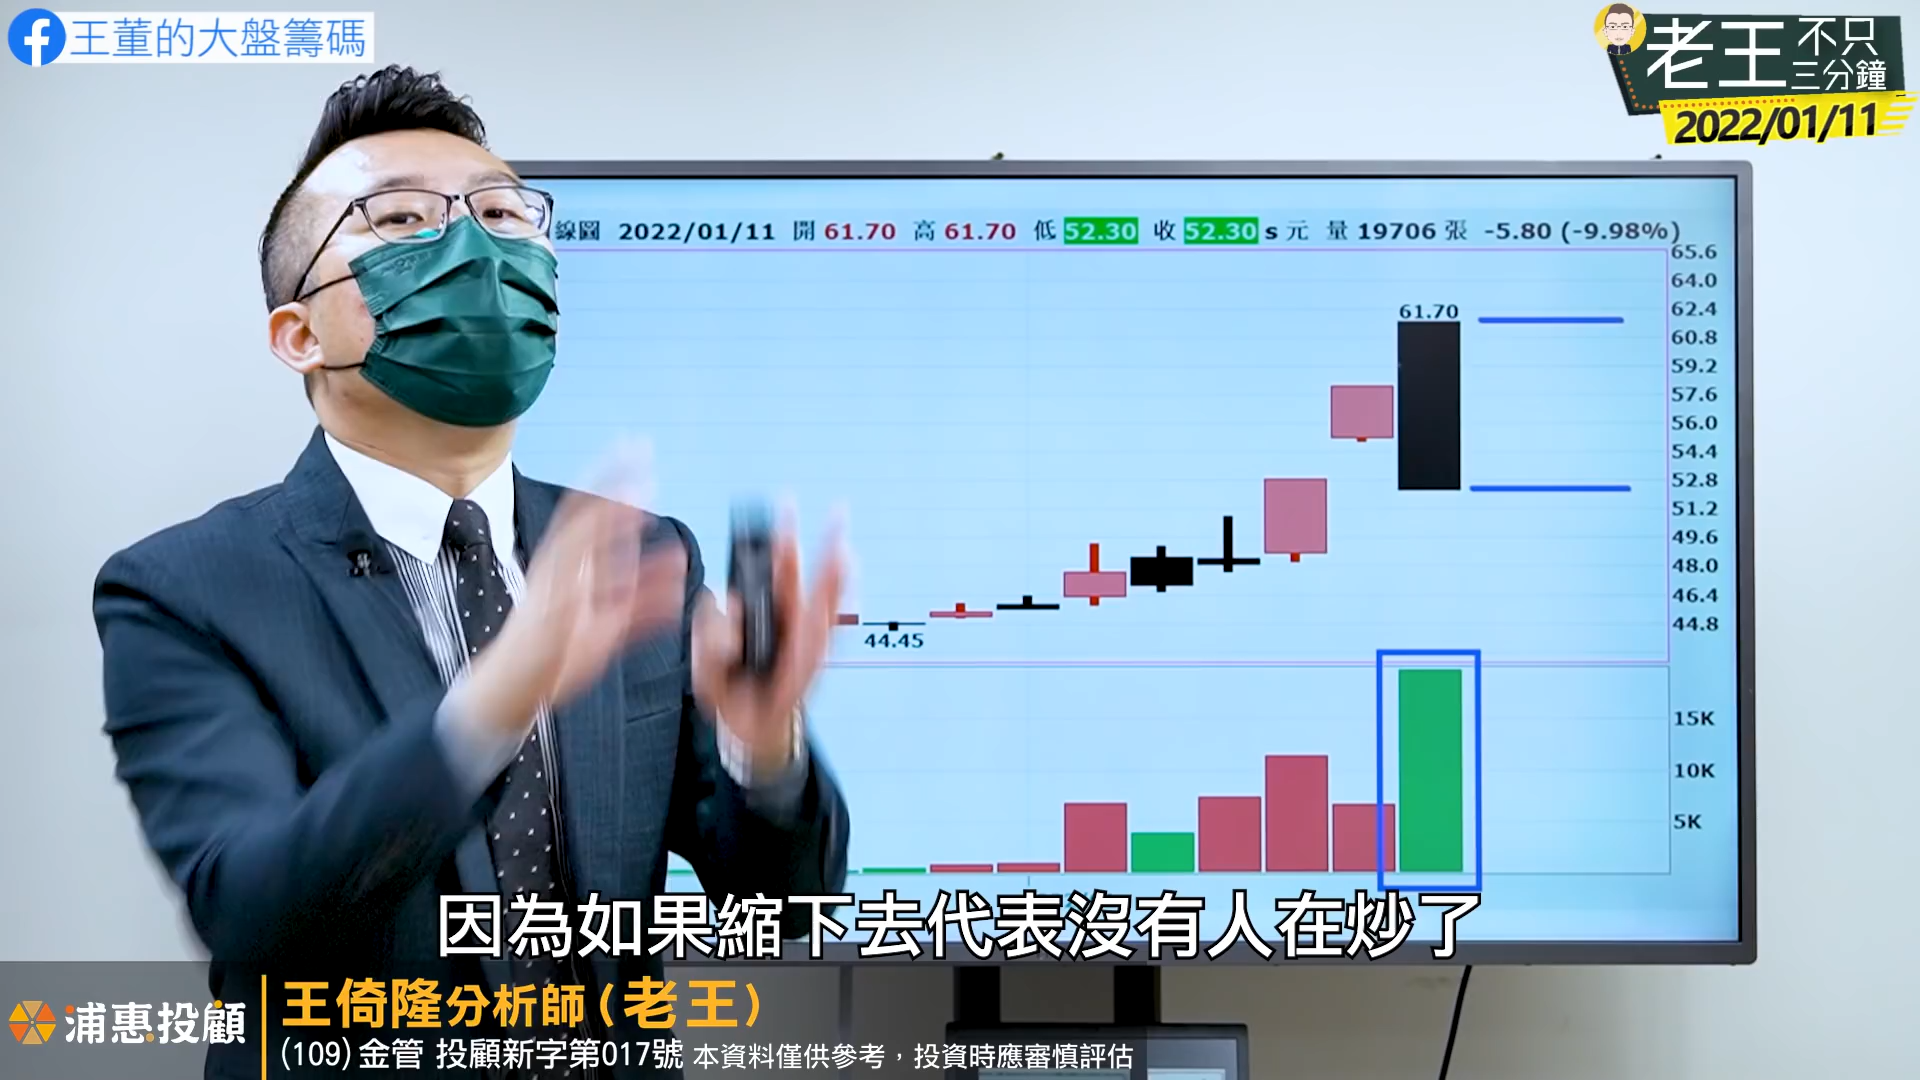 王董的大盤籌碼
老王不只三分鐘
2022/01/11
線圖 2022/01/11 開 61.70 高 61.70 低 52.30 收 52.30 s 元 量 19706 張 -5.80 (-9.98%)
65.6
64.0
62.4
61.70
60.8
59.2
57.6
56.0
54.4
52.8
51.2
49.6
48.0
46.4
44.8
44.45
15K
10K
5K
因為如果縮下去代表沒有人在炒了
浦惠投顧
王倚隆分析師(老王)
(109)金管 投顧新字第017號 本資料僅供參考，投資時應審慎評估